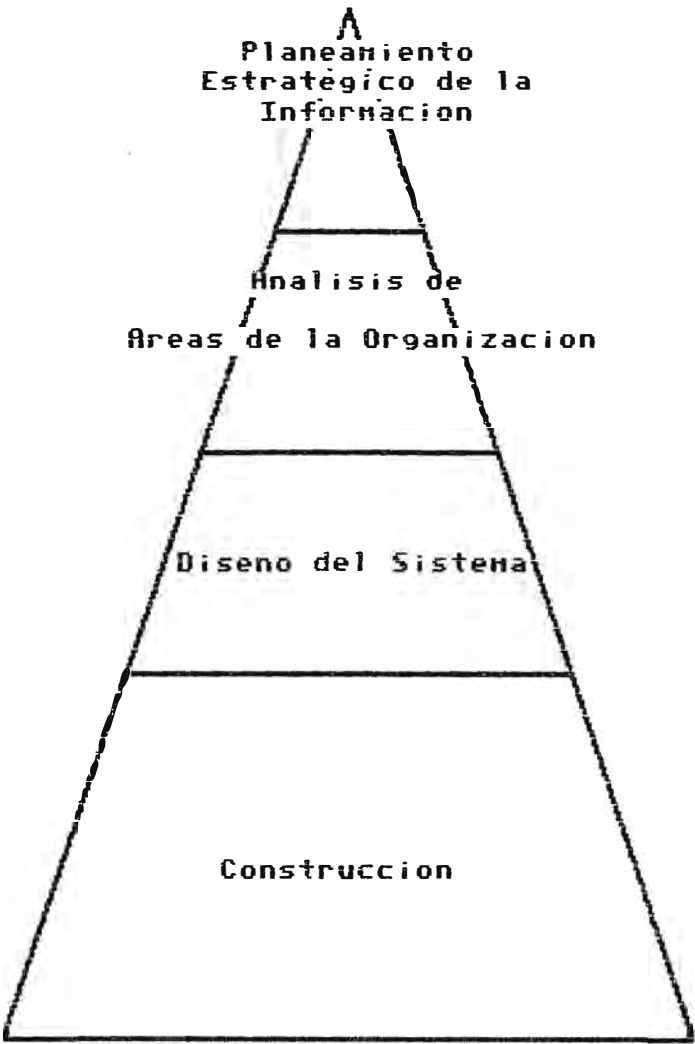 Planeamiento
Estratégico de la
Informacion
Analisis de
Areas de la Organizacion
Diseno del Sistema
Construccion